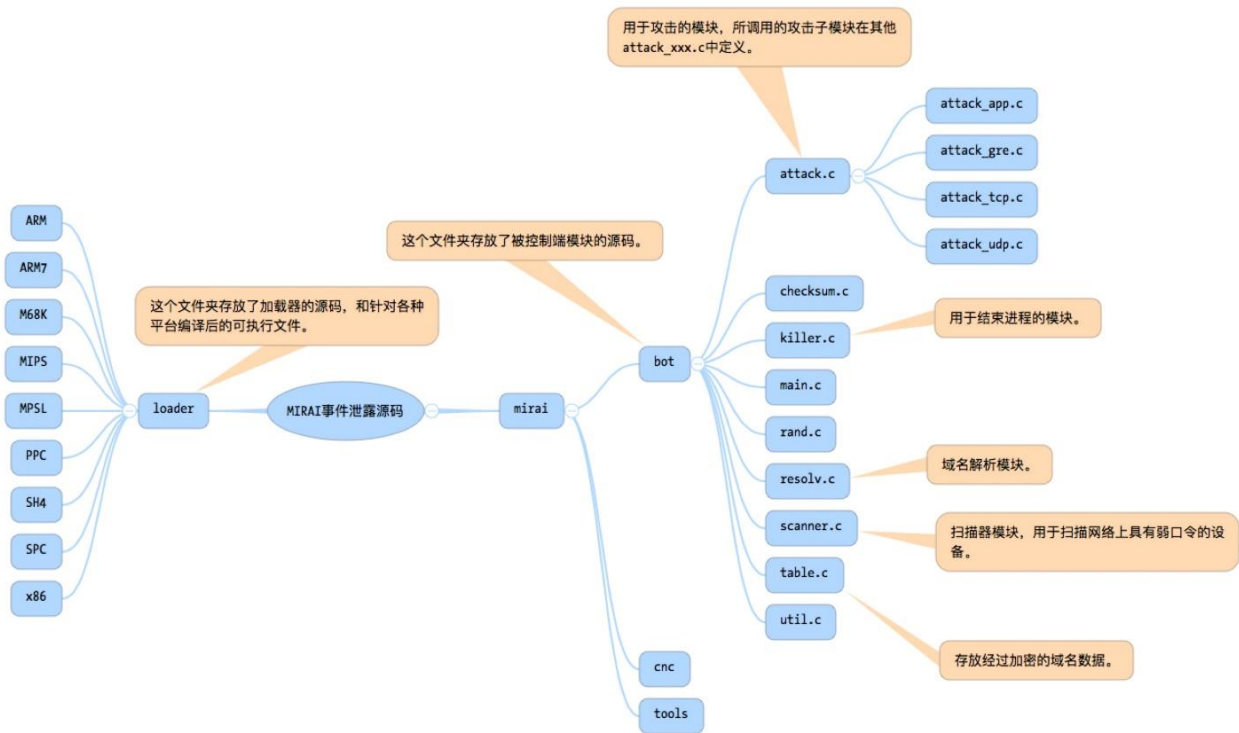 用于攻击的模块，所调用的攻击子模块在其他
attack_xxx.c中定义。
attack_app.c
attack_gre.c
attack.c
attack_tcp.c
attack_udp.c
ARM
ARM7
M68K
MIPS
MPSL
PPC
SH4
SPC
x86
这个文件夹存放了加载器的源码，和针对各种
平台编译后的可执行文件。
loader
MIRAI事件泄露源码
mirai
这个文件夹存放了被控制端模块的源码。
bot
checksum.c
killer.c
用于结束进程的模块。
main.c
rand.c
resolv.c
域名解析模块。
scanner.c
扫描器模块，用于扫描网络上具有弱口令的设
备。
table.c
存放经过加密的域名数据。
util.c
cnc
tools